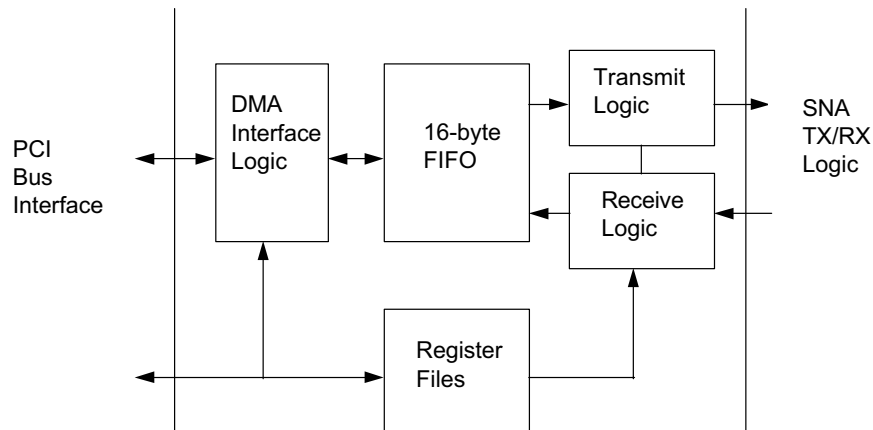 PCI
Bus
Interface
DMA
Interface
Logic
16-byte
FIFO
Transmit
Logic
Receive
Logic
SNA
TX/RX
Logic
Register
Files